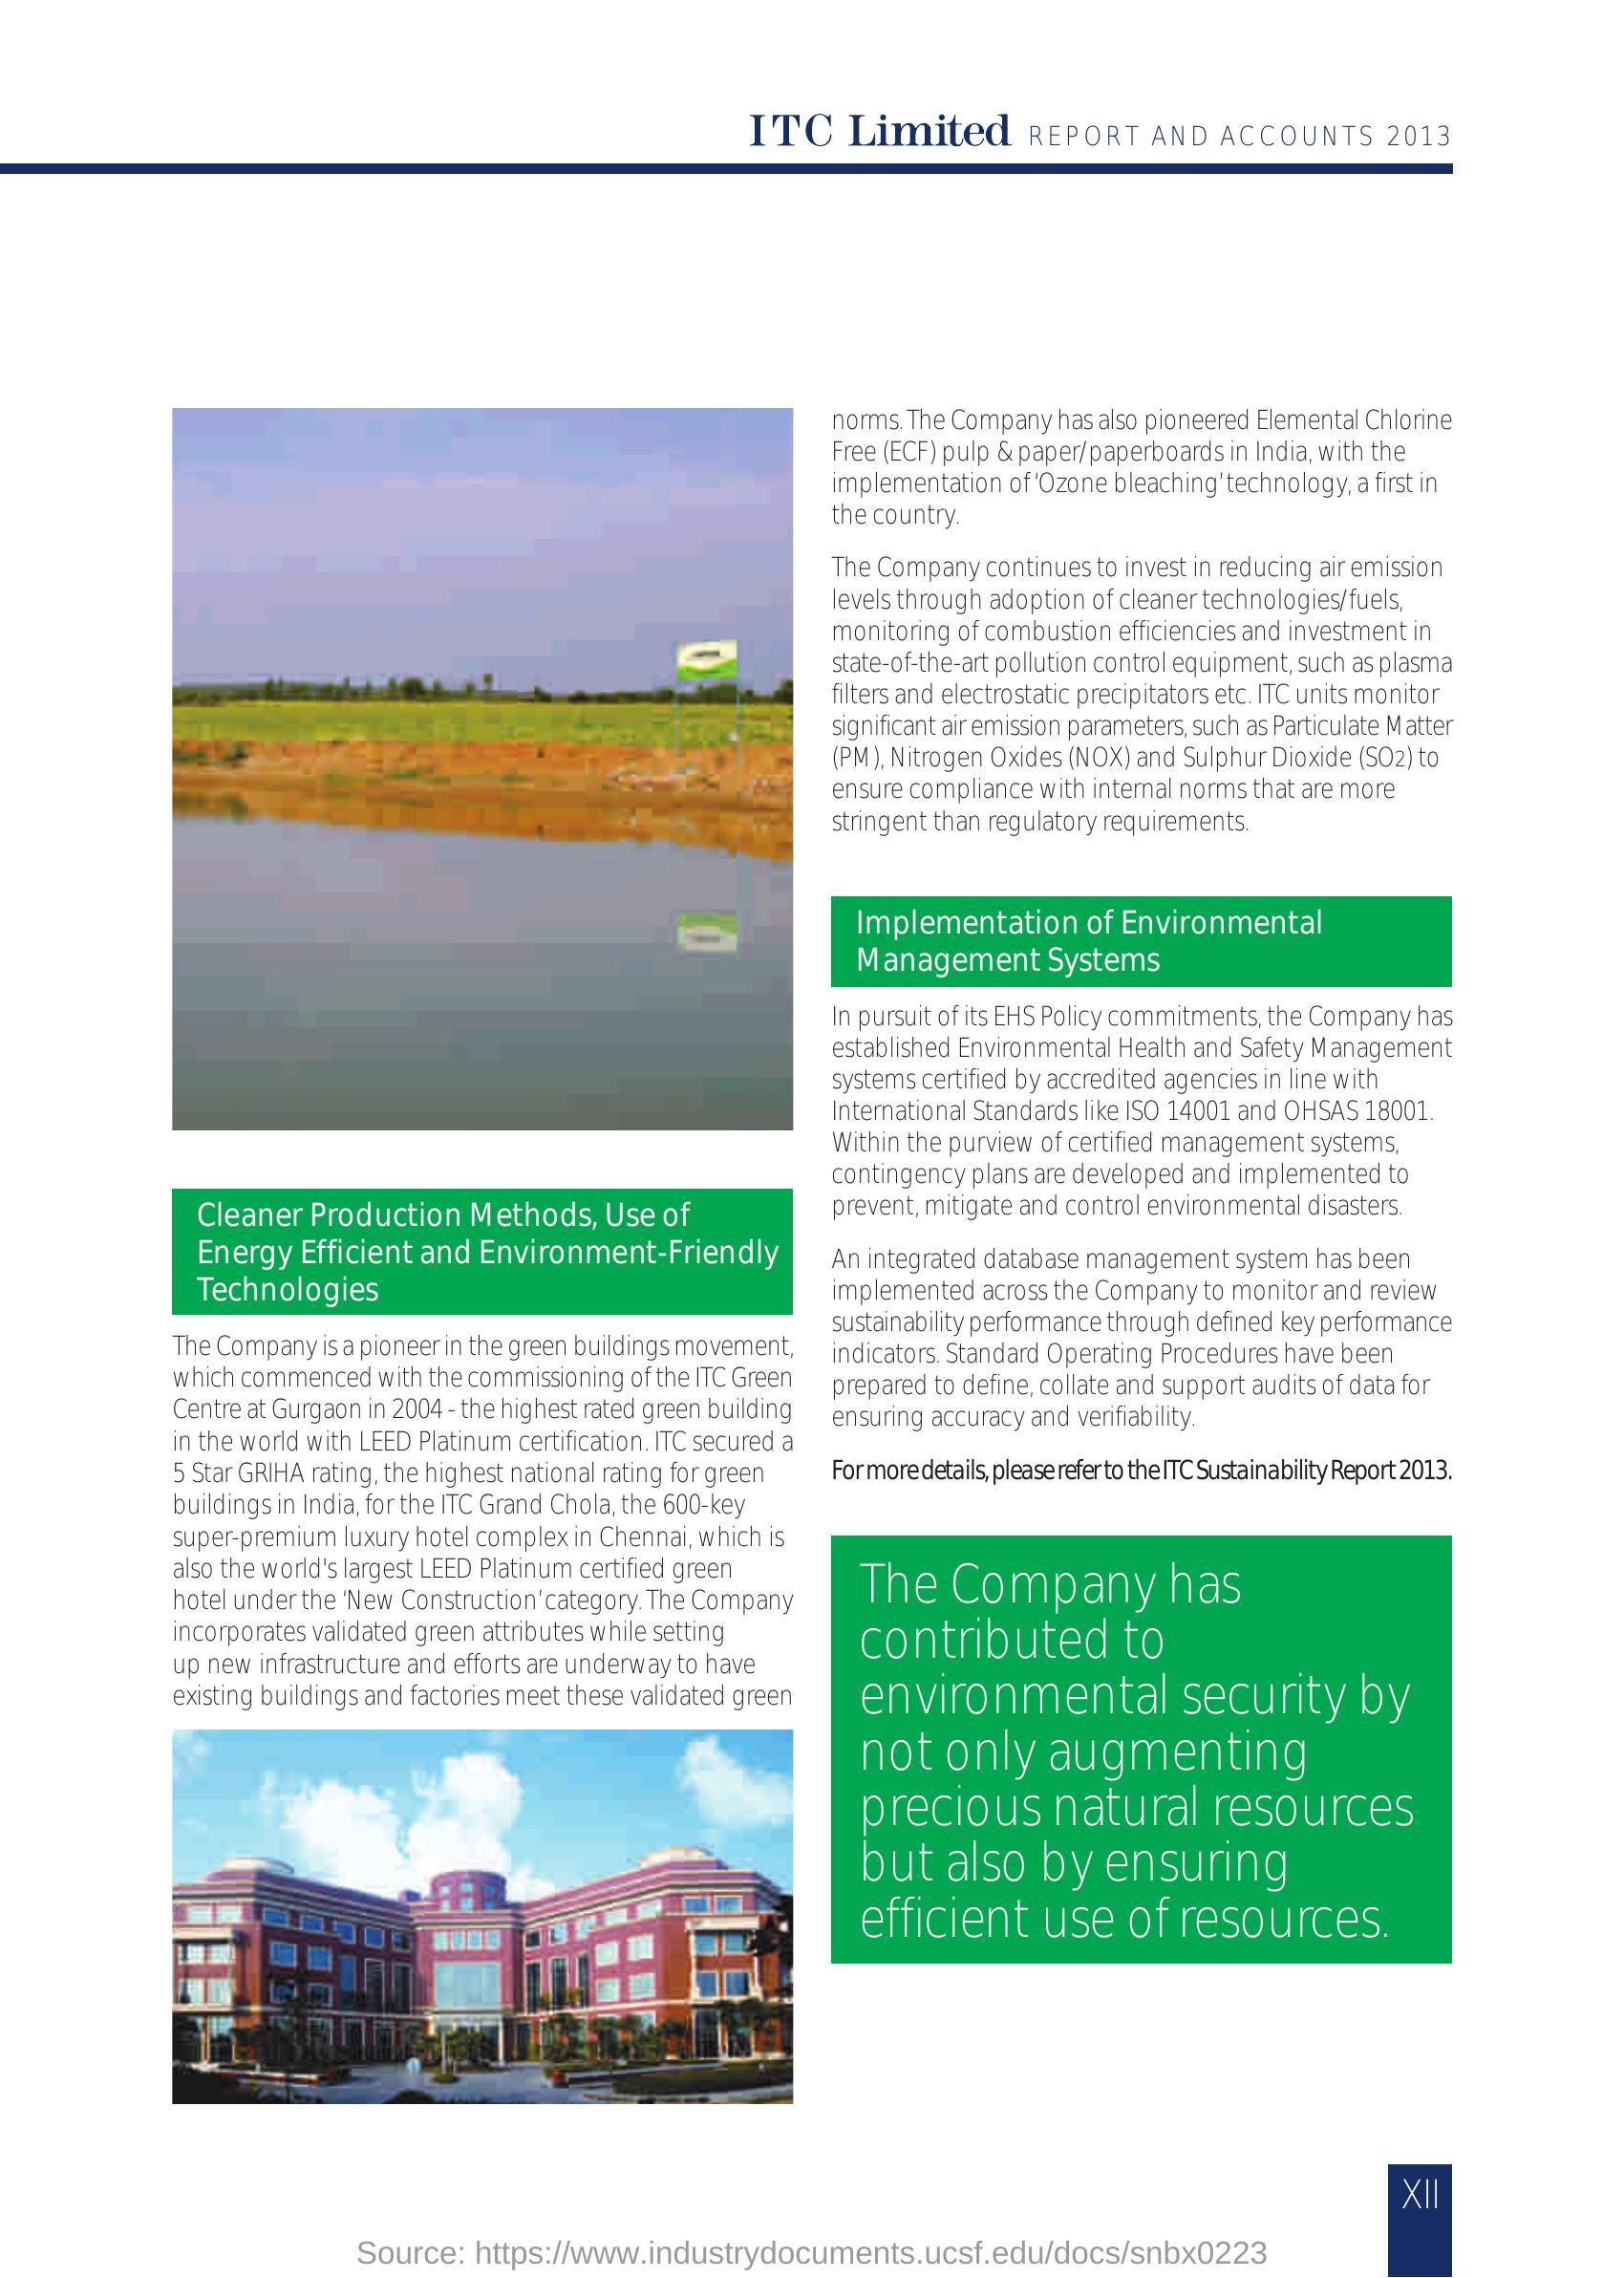 ITC Limited REPORT AND ACCOUNTS 2013
Cleaner Production Methods, Use of
Energy Efficient and Environment-Friendly
Technologies
The Company is a pioneer in the green buildings movement,
which commenced with the commissioning of the ITC Green
Centre at Gurgaon in 2004 - the highest rated green building
in the world with LEED Platinum certification. ITC secured a
5 Star GRIHA rating, the highest national rating for green
buildings in India, for the ITC Grand Chola, the 600-key
super-premium luxury hotel complex in Chennai, which is
also the world's largest LEED Platinum certified green
hotel under the ‘New Construction’ category. The Company
incorporates validated green attributes while setting
up new infrastructure and efforts are underway to have
existing buildings and factories meet these validated green
norms. The Company has also pioneered Elemental Chlorine
Free (ECF) pulp & paper/paperboards in India, with the
implementation of ‘Ozone bleaching’ technology, a first in
the country.
The Company continues to invest in reducing air emission
levels through adoption of cleaner technologies/fuels,
monitoring of combustion efficiencies and investment in
state-of-the-art pollution control equipment, such as plasma
filters and electrostatic precipitators etc. ITC units monitor
significant air emission parameters, such as Particulate Matter
(PM), Nitrogen Oxides (NOX) and Sulphur Dioxide (SO2) to
ensure compliance with internal norms that are more
stringent than regulatory requirements.
Implementation of Environmental
Management Systems
In pursuit of its EHS Policy commitments, the Company has
established Environmental Health and Safety Management
systems certified by accredited agencies in line with
International Standards like ISO 14001 and OHSAS 18001.
Within the purview of certified management systems,
contingency plans are developed and implemented to
prevent, mitigate and control environmental disasters.
An integrated database management system has been
implemented across the Company to monitor and review
sustainability performance through defined key performance
indicators. Standard Operating Procedures have been
prepared to define, collate and support audits of data for
ensuring accuracy and verifiability.
For more details, please refer to the ITC Sustainability Report 2013.
The Company has
contributed to
environmental security by
not only augmenting
precious natural resources
but also by ensuring
efficient use of resources.
XII
Source: https://www.industrydocuments.ucsf.edu/docs/snbx0223